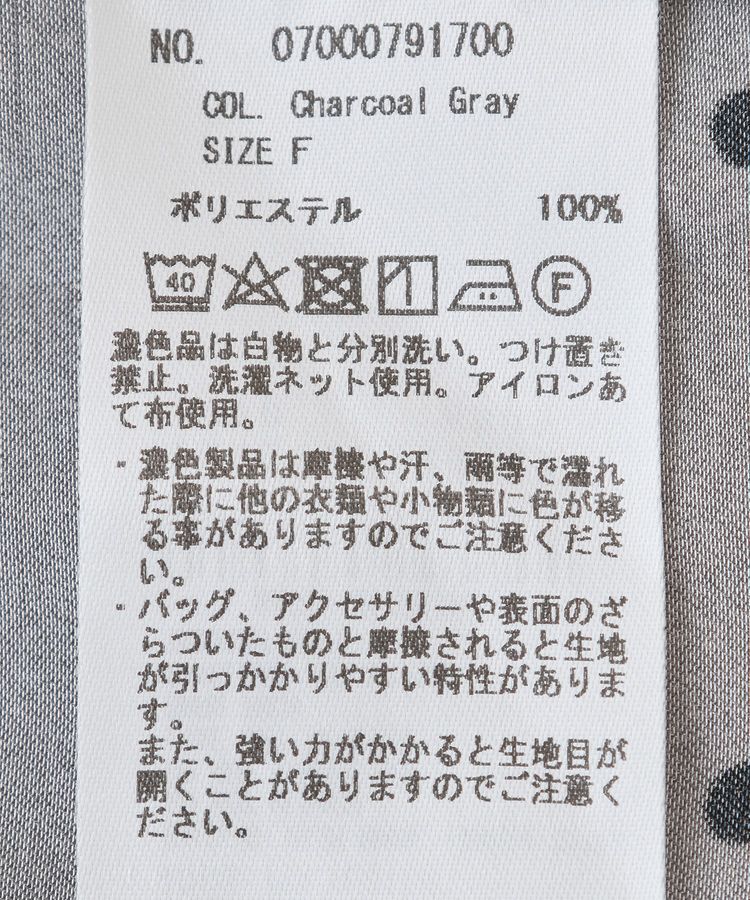 NO. 07000791700
COL. Charcoal Gray
SIZE F
ポリエステル 100%
40 F
濃色品は白物と分別洗い。つけ置き
禁止。洗濯ネット使用。アイロンあ
て布使用。
・濃色製品は摩擦や汗、雨等で濡れ
た際に他の衣類や小物類に色が移
る事がありますのでご注意くださ
い。
・バッグ、アクセサリーや表面のざ
らついたものと摩擦されると生地
が引っかかりやすい特性がありま
す。
また、強い力がかかると生地目が
開くことがありますのでご注意く
ださい。